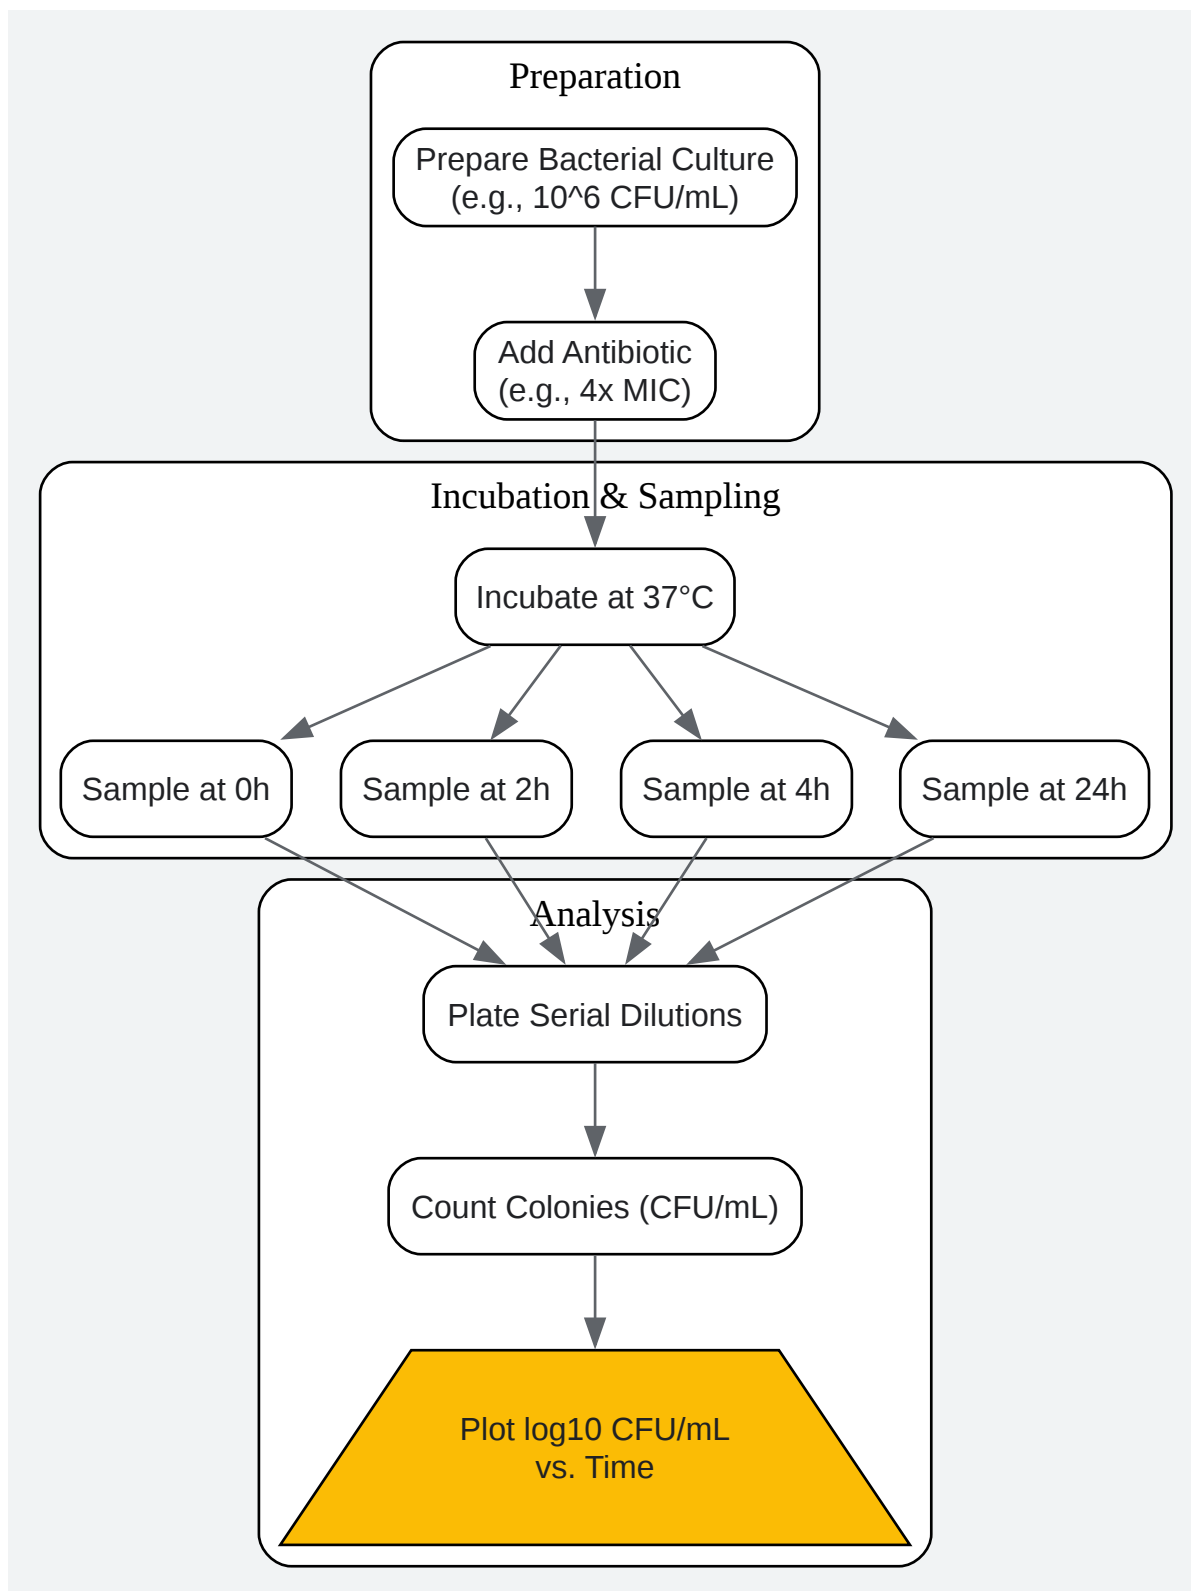 Preparation
Prepare Bacterial Culture
(e.g., 10^6 CFU/mL)
Add Antibiotic
(e.g., 4x MIC)
Incubation & Sampling
Incubate at 37°C
Sample at 0h
Sample at 2h
Sample at 4h
Sample at 24h
Analysis
Plate Serial Dilutions
Count Colonies (CFU/mL)
Plot log10 CFU/mL
vs. Time